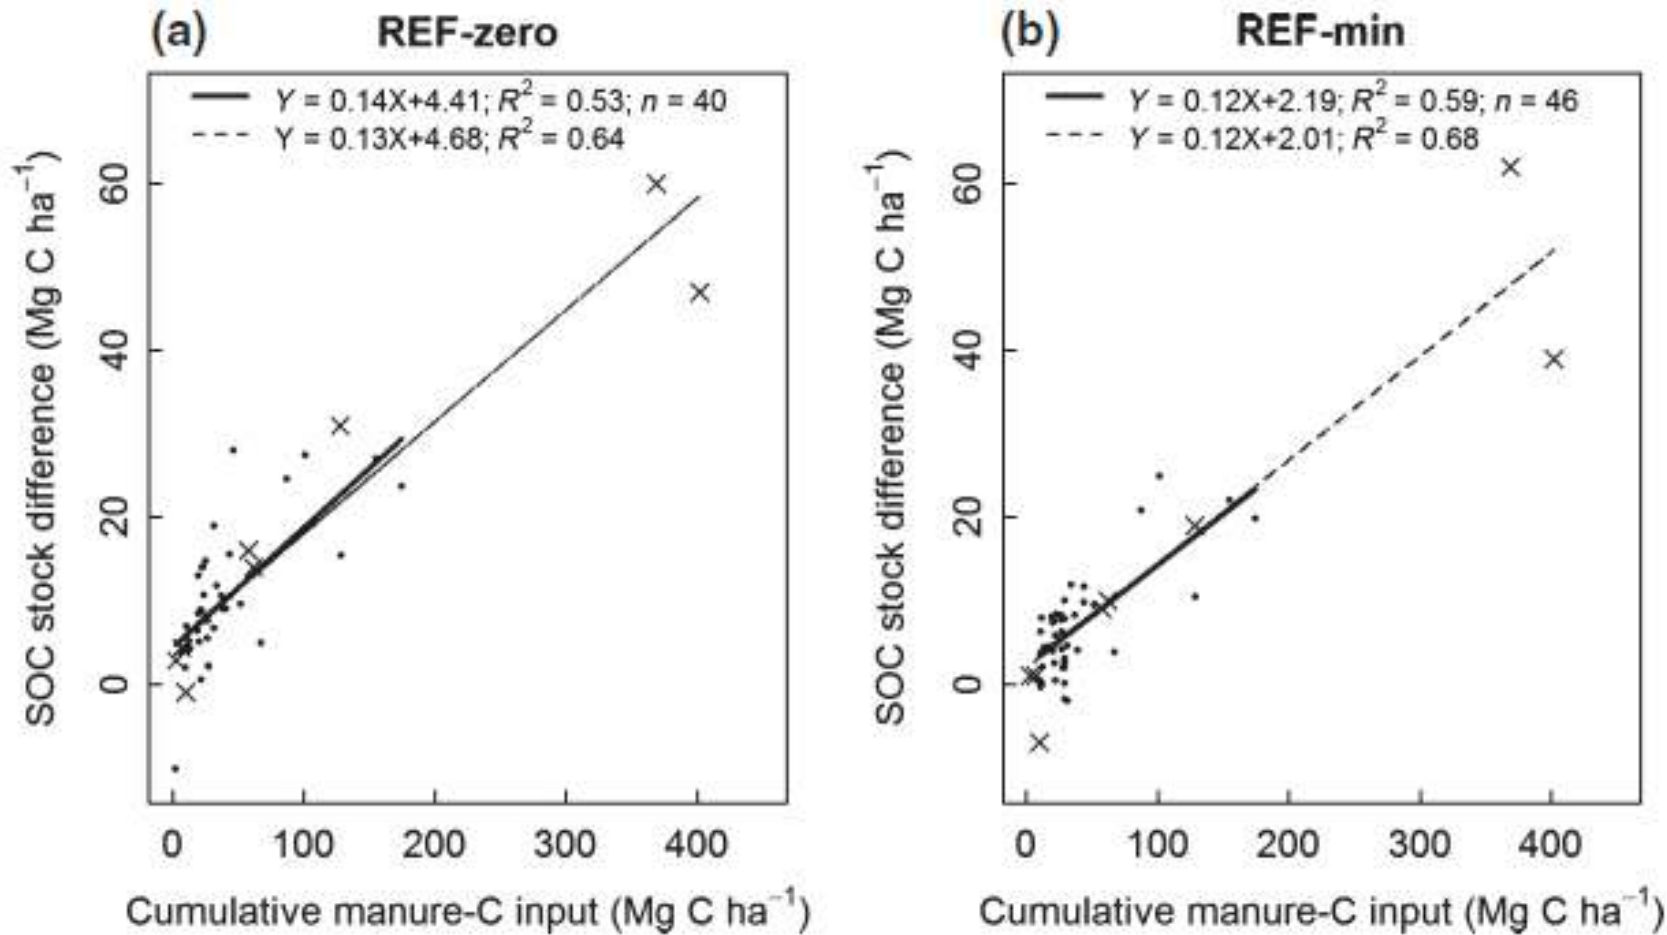 (a) REF-zero
Y = 0.14X+4.41; R² = 0.53; n = 40
Y = 0.13X+4.68; R² = 0.64
SOC stock difference (Mg C ha⁻¹)
60
40
20
0
0 100 200 300 400
Cumulative manure-C input (Mg C ha⁻¹)
(b) REF-min
Y = 0.12X+2.19; R² = 0.59; n = 46
Y = 0.12X+2.01; R² = 0.68
SOC stock difference (Mg C ha⁻¹)
60
40
20
0
0 100 200 300 400
Cumulative manure-C input (Mg C ha⁻¹)